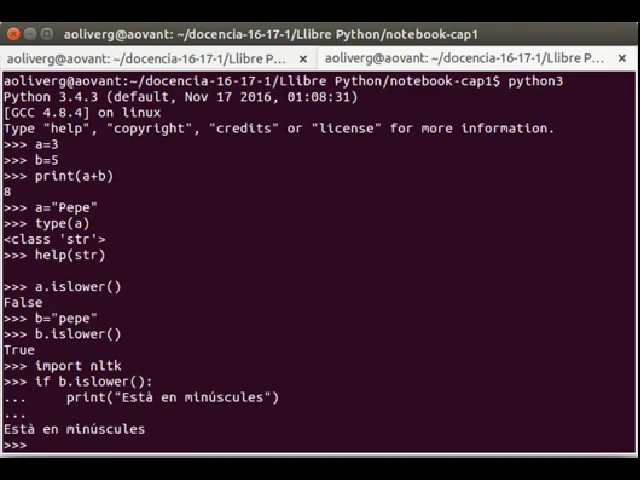 aoliverg@aovant: ~/docencia-16-17-1/Llibre Python/notebook-cap1
aoliverg@aovant: ~/docencia-16-17-1/Llibre P... x
aoliverg@aovant: ~/docencia-16-17-1/Llibre P... x
aoliverg@aovant:~/docencia-16-17-1/Llibre Python/notebook-cap1$ python3
Python 3.4.3 (default, Nov 17 2016, 01:08:31)
[GCC 4.8.4] on linux
Type "help", "copyright", "credits" or "license" for more information.
>>> a=3
>>> b=5
>>> print(a+b)
8
>>> a="Pepe"
>>> type(a)
<class 'str'>
>>> help(str)
>>> a.islower()
False
>>> b="pepe"
>>> b.islower()
True
>>> import nltk
>>> if b.islower():
...     print("Està en minúscules")
...
Està en minúscules
>>>